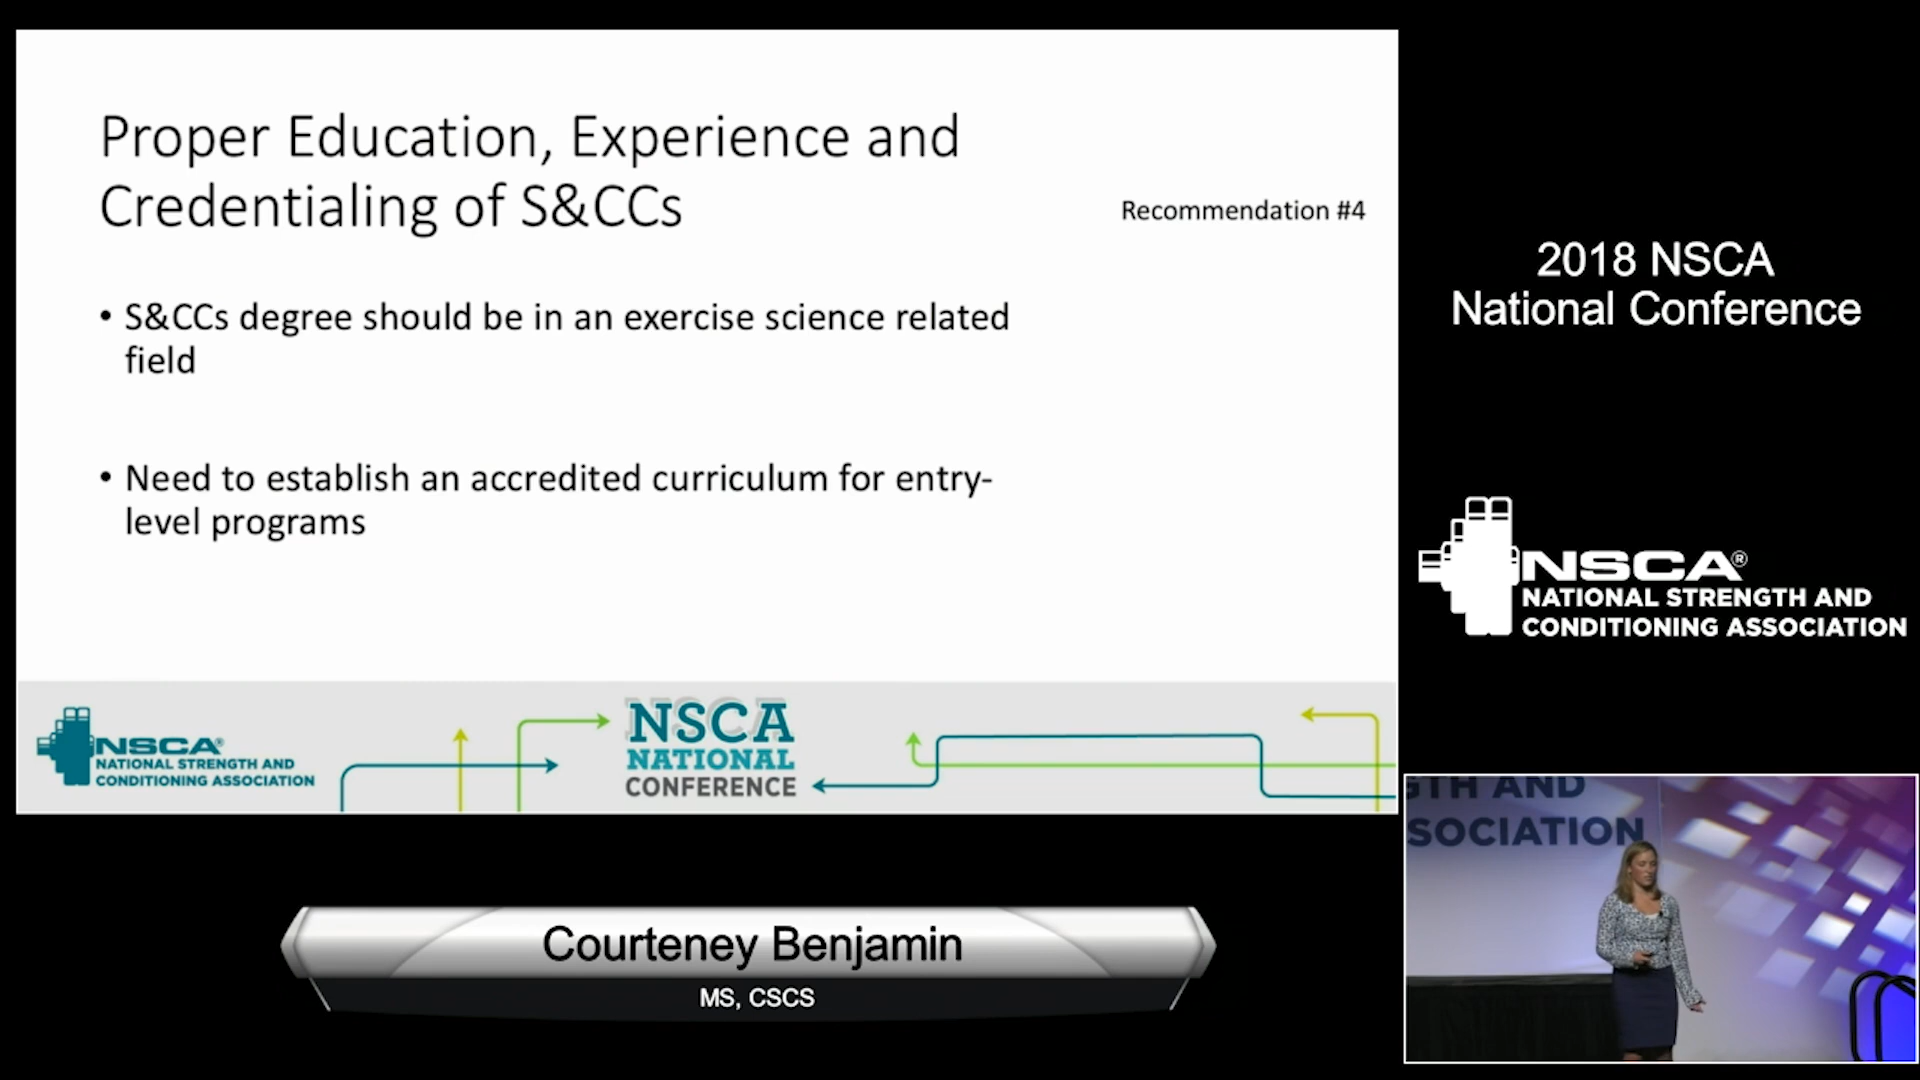 Proper Education, Experience and
Credentialing of S&CCs
Recommendation #4
• S&CCs degree should be in an exercise science related
field
• Need to establish an accredited curriculum for entry-
level programs
NSCA®
NATIONAL STRENGTH AND
CONDITIONING ASSOCIATION
NSCA
NATIONAL
CONFERENCE
2018 NSCA
National Conference
NSCA®
NATIONAL STRENGTH AND
CONDITIONING ASSOCIATION
GTH AND
SOCIATION
Courteney Benjamin
MS, CSCS